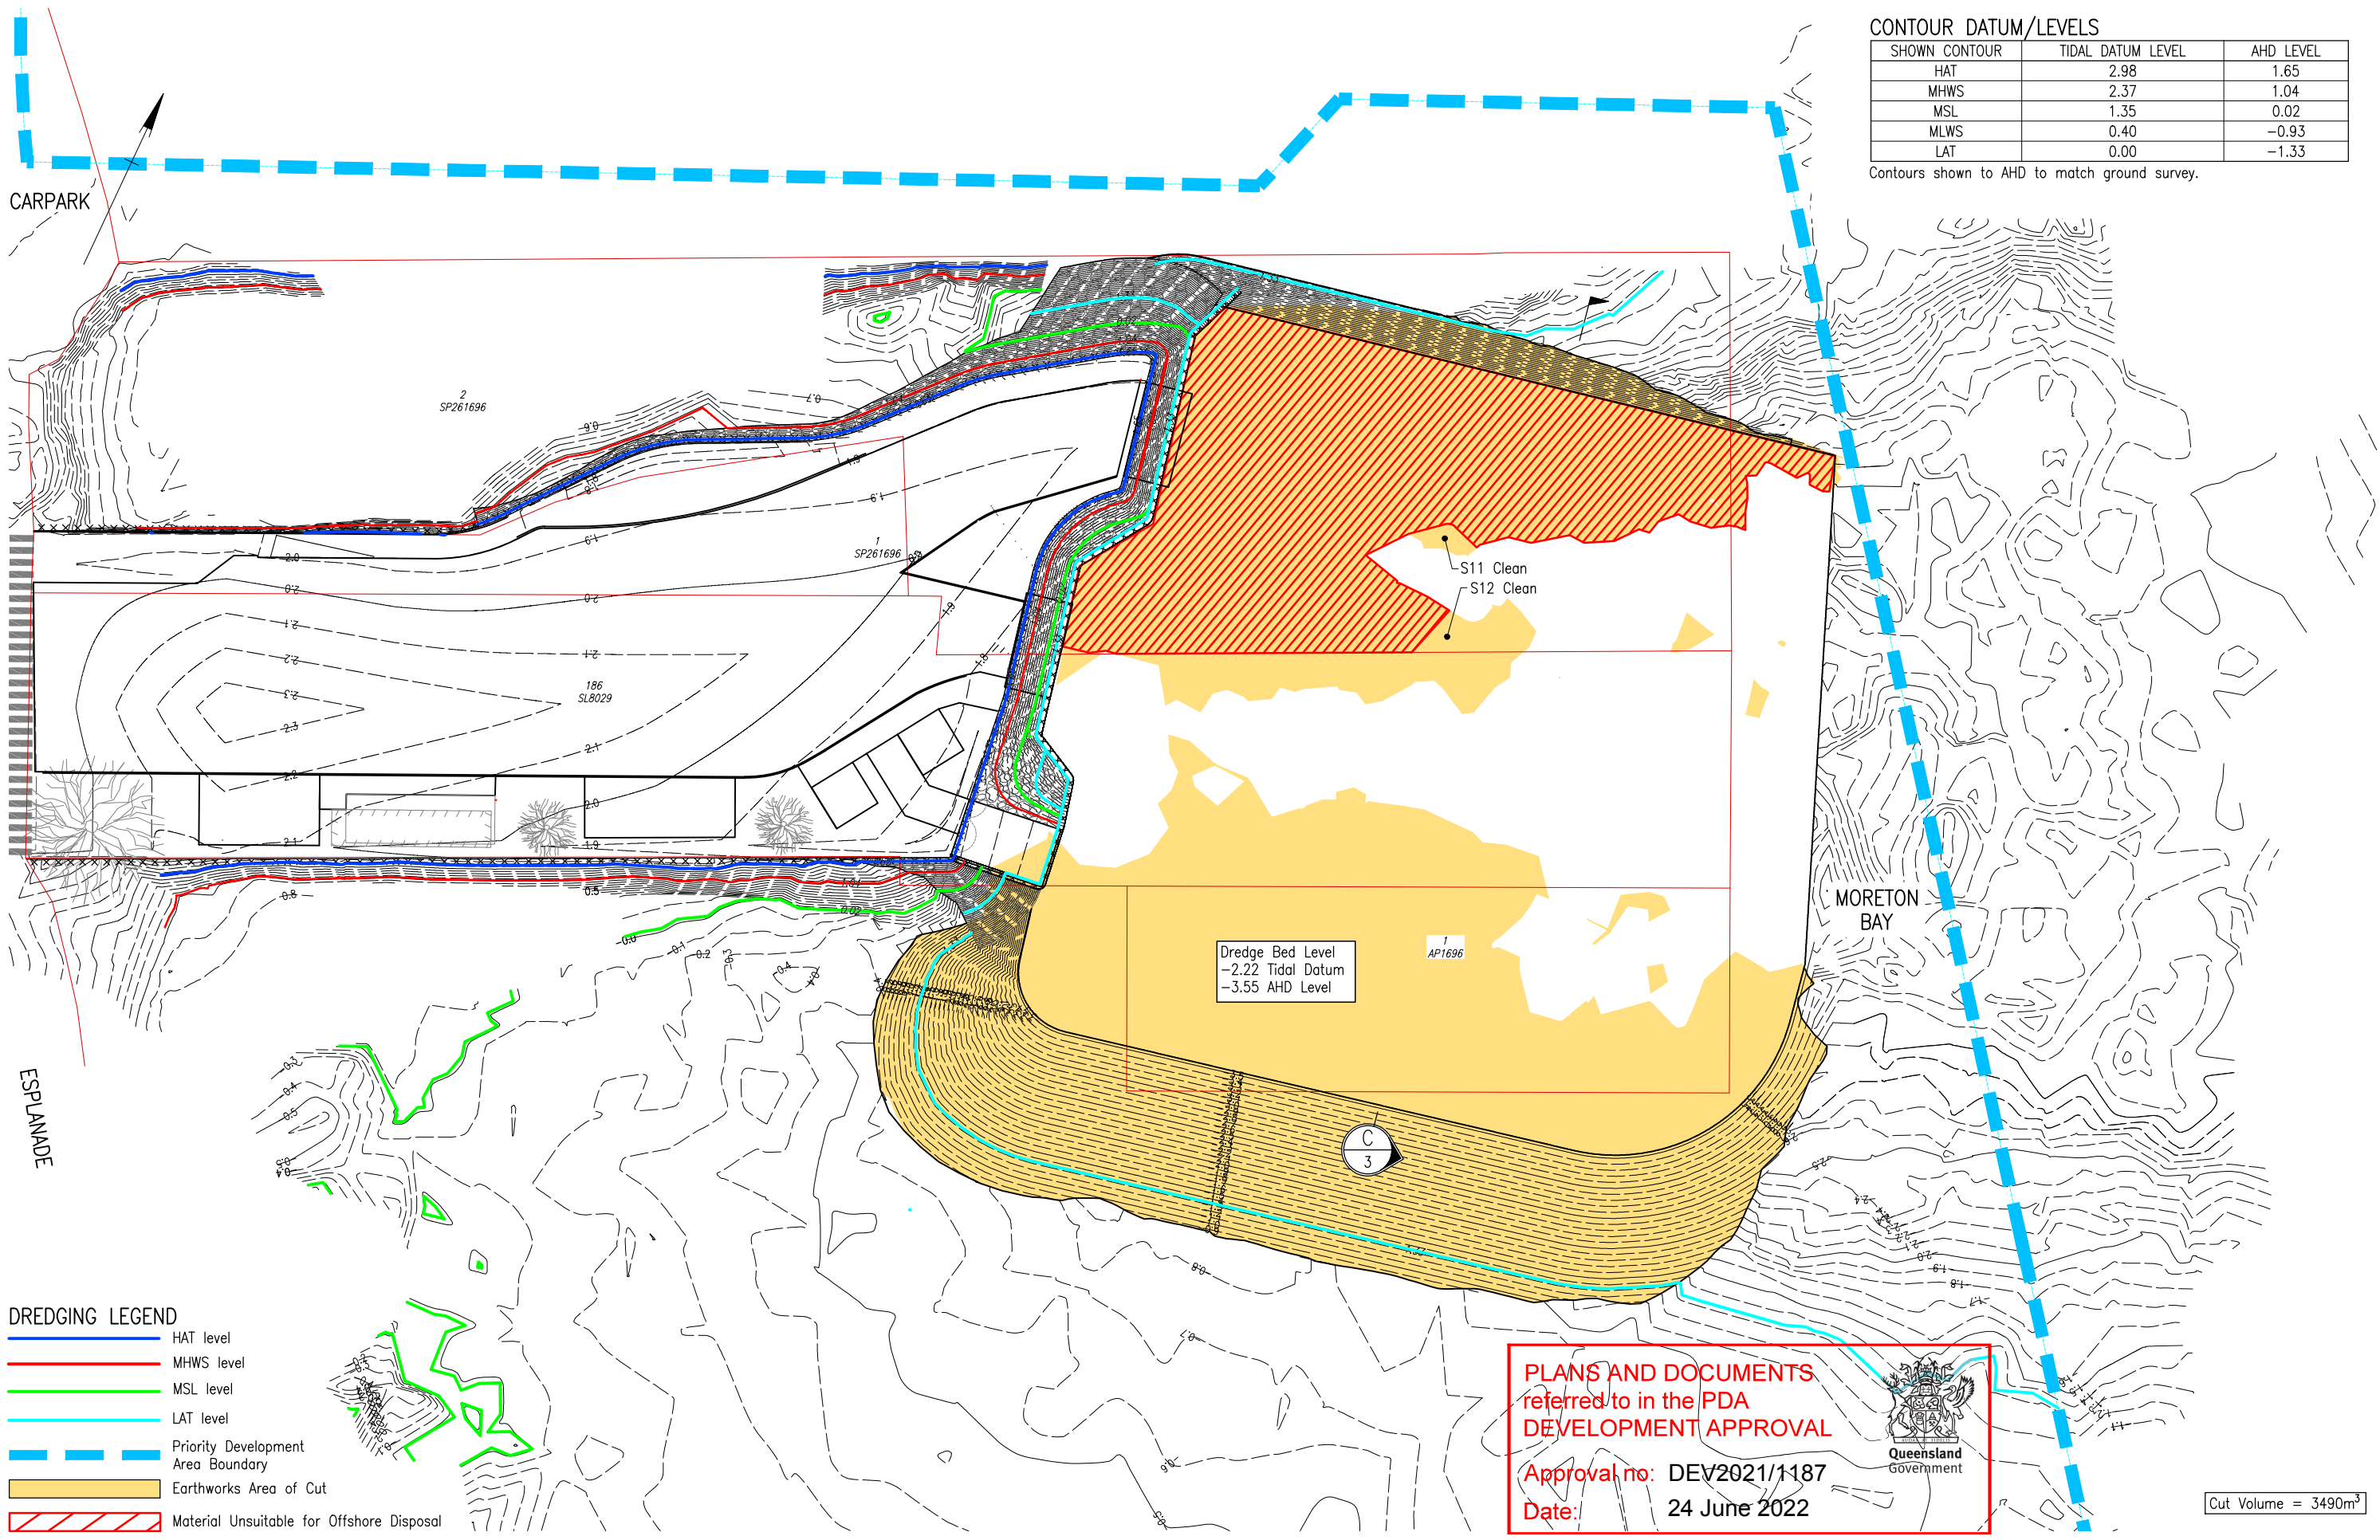 CONTOUR DATUM/LEVELS
SHOWN CONTOUR TIDAL DATUM LEVEL AHD LEVEL
HAT 2.98 1.65
MHWS 2.37 1.04
MSL 1.35 0.02
MLWS 0.40 -0.93
LAT 0.00 -1.33
Contours shown to AHD to match ground survey.
CARPARK
2
SP261696
1
SP261696
S11 Clean
S12 Clean
186
SL8029
MORETON
BAY
Dredge Bed Level
-2.22 Tidal Datum
-3.55 AHD Level
1
AP1696
ESPLANADE
C
3
DREDGING LEGEND
HAT level
MHWS level
MSL level
LAT level
Priority Development
Area Boundary
Earthworks Area of Cut
Material Unsuitable for Offshore Disposal
PLANS AND DOCUMENTS
referred to in the PDA
DEVELOPMENT APPROVAL
Queensland
Government
Approval no: DEV2021/1187
Date: 24 June 2022
Cut Volume = 3490m³